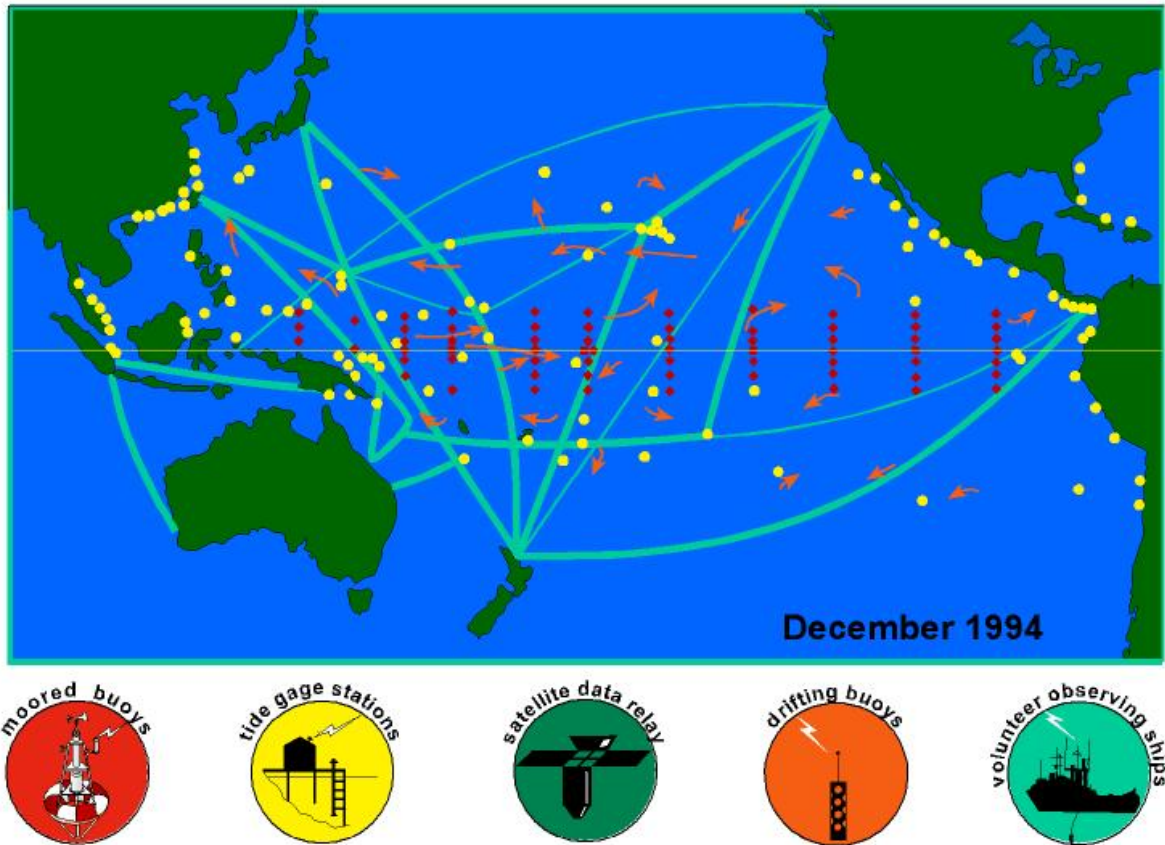 December 1994
moored buoys
tide gage stations
satellite data relay
drifting buoys
volunteer observing ships